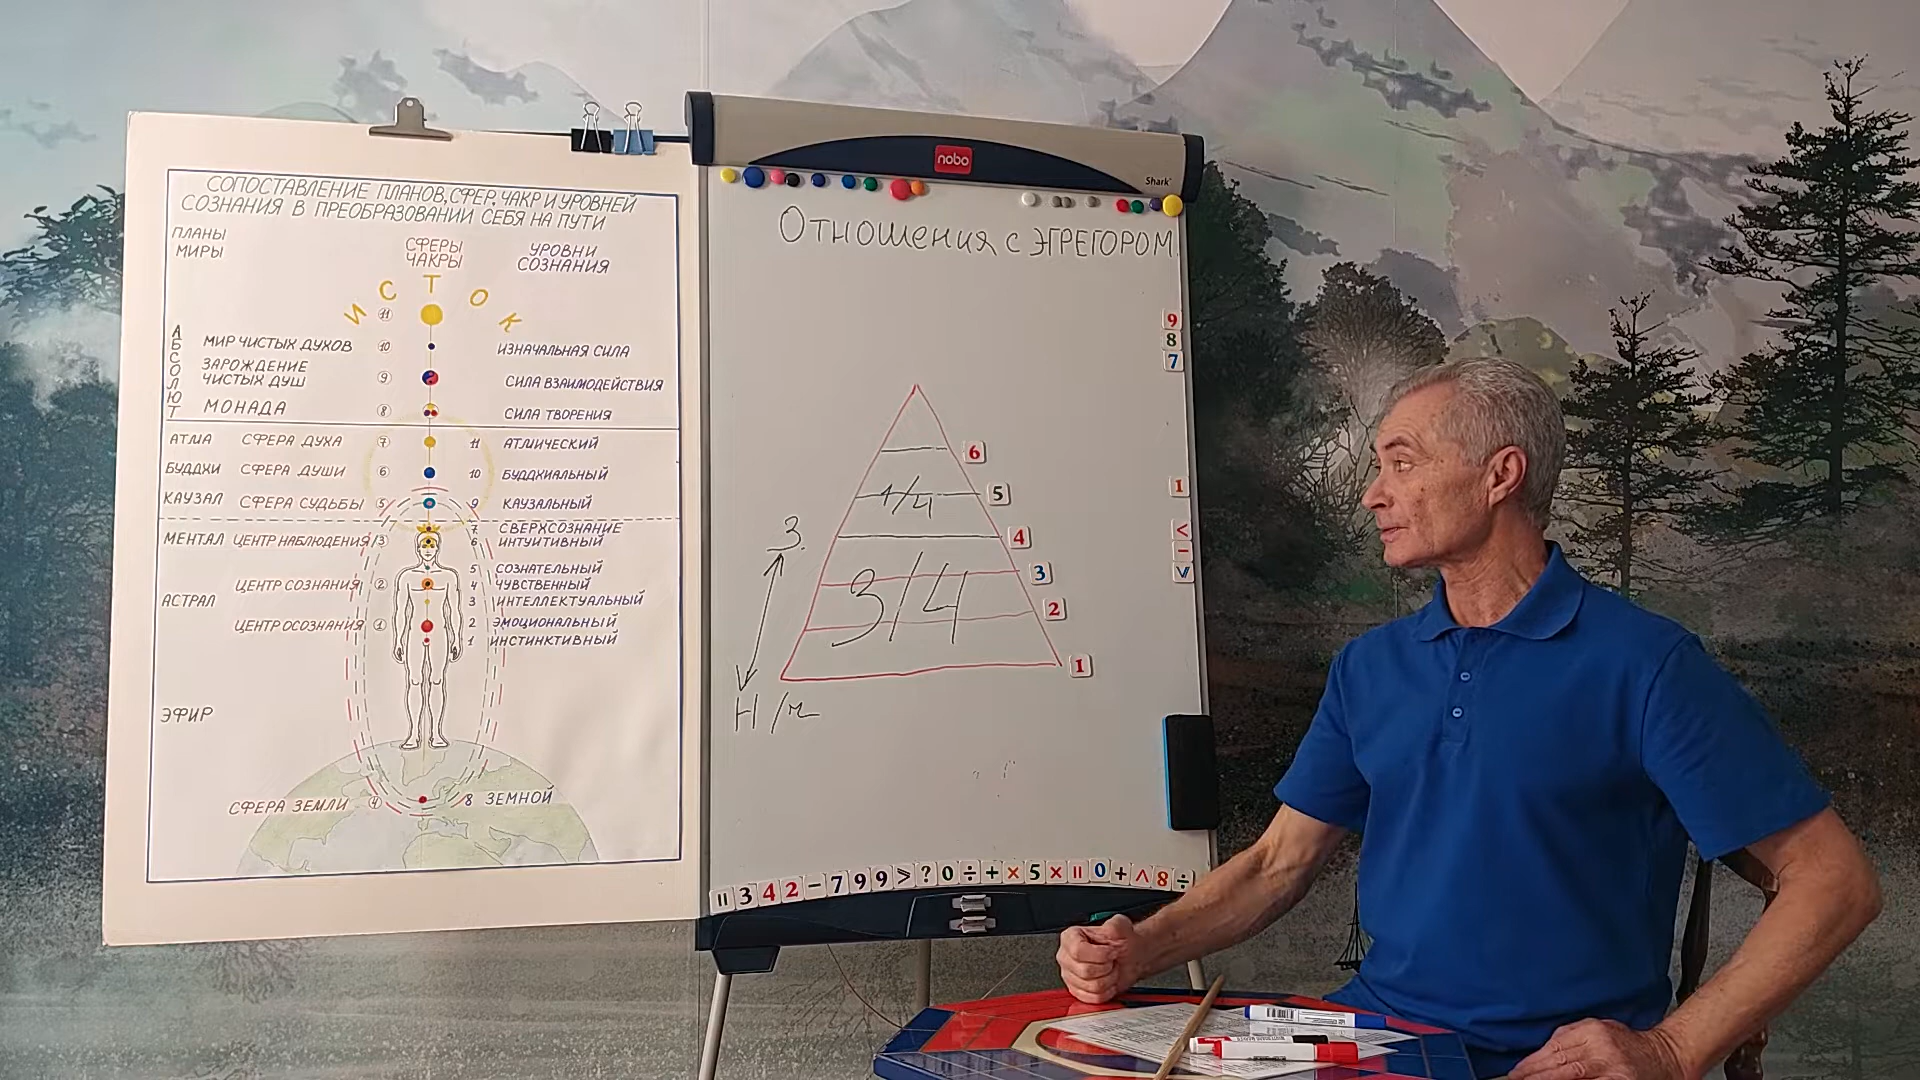 СОПОСТАВЛЕНИЕ ПЛАНОВ, СФЕР, ЧАКР И УРОВНЕЙ
СОЗНАНИЯ В ПРЕОБРАЗОВАНИИ СЕБЯ НА ПУТИ
ПЛАНЫ
МИРЫ
СФЕРЫ
ЧАКРЫ
УРОВНИ
СОЗНАНИЯ
ИСТОК
11
АБСОЛЮТ
МИР ЧИСТЫХ ДУХОВ 10 ИЗНАЧАЛЬНАЯ СИЛА
ЗАРОЖДЕНИЕ
ЧИСТЫХ ДУШ 9 СИЛА ВЗАИМОДЕЙСТВИЯ
МОНАДА 8 СИЛА ТВОРЕНИЯ
АТМА СФЕРА ДУХА 7 11 АТМИЧЕСКИЙ
БУДДХИ СФЕРА ДУШИ 6 10 БУДДХИАЛЬНЫЙ
КАУЗАЛ СФЕРА СУДЬБЫ 5 9 КАУЗАЛЬНЫЙ
7 СВЕРХСОЗНАНИЕ
МЕНТАЛ ЦЕНТР НАБЛЮДЕНИЯ 3 6 ИНТУИТИВНЫЙ
5 СОЗНАТЕЛЬНЫЙ
ЦЕНТР СОЗНАНИЯ 2 4 ЧУВСТВЕННЫЙ
АСТРАЛ 3 ИНТЕЛЛЕКТУАЛЬНЫЙ
ЦЕНТР ОСОЗНАНИЯ 1 2 ЭМОЦИОНАЛЬНЫЙ
1 ИНСТИНКТИВНЫЙ
ЭФИР
СФЕРА ЗЕМЛИ 4 8 ЗЕМНОЙ
nobo
Shark
Отношения с ЭГРЕГОРОМ.
9
8
7
6
1/4 5
1
4
<
−
З.
3
3/4
2
1
= 3 4 2 − 7 9 9 > ? 0 ÷ + × 5 × = 0 + ^ 8 ÷